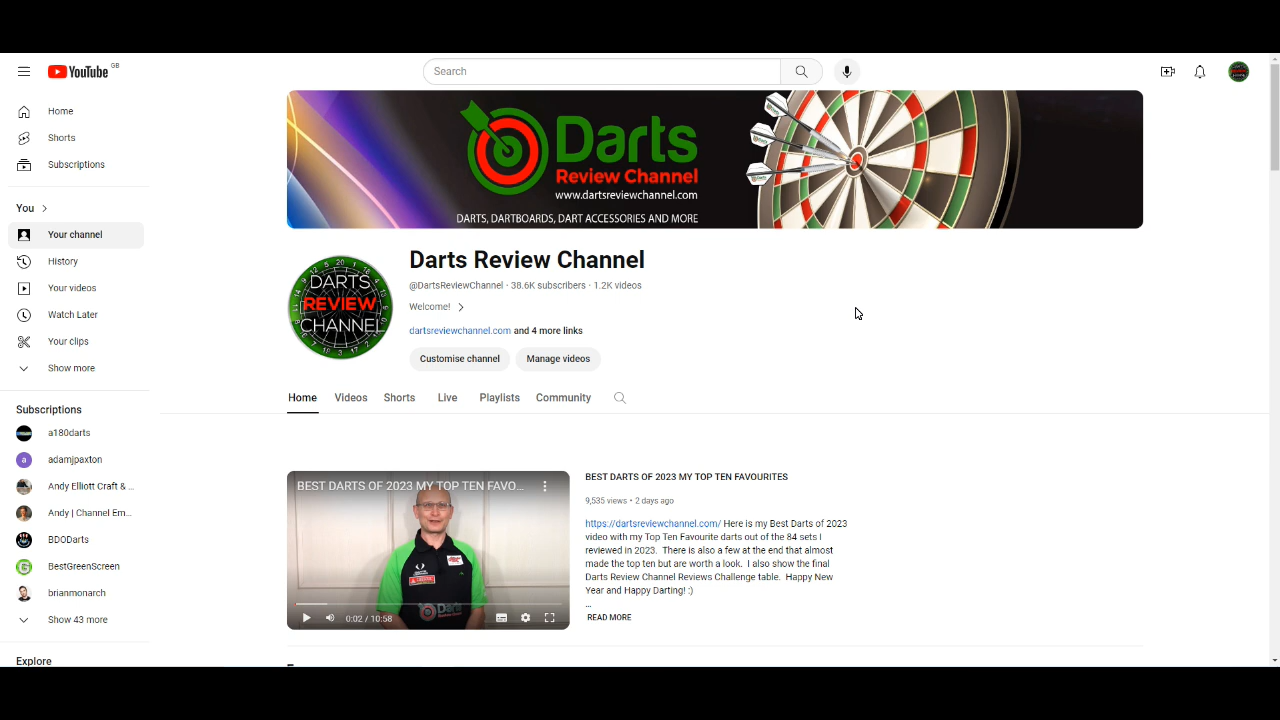 YouTube GB
Search
Home
Shorts
Subscriptions
You
Your channel
History
Your videos
Watch Later
Your clips
Show more
Subscriptions
a180darts
a adamjpaxton
Andy Elliott Craft & ...
Andy | Channel Em...
BDODarts
BestGreenScreen
brianmonarch
Show 43 more
Explore
Darts
Review Channel
www.dartsreviewchannel.com
DARTS, DARTBOARDS, DART ACCESSORIES AND MORE
DARTS
REVIEW
CHANNEL
Darts Review Channel
@DartsReviewChannel · 38.6K subscribers · 1.2K videos
Welcome!
dartsreviewchannel.com and 4 more links
Customise channel Manage videos
Home Videos Shorts Live Playlists Community
BEST DARTS OF 2023 MY TOP TEN FAVO...
0:02 / 10:58
BEST DARTS OF 2023 MY TOP TEN FAVOURITES
9,535 views • 2 days ago
https://dartsreviewchannel.com/ Here is my Best Darts of 2023
video with my Top Ten Favourite darts out of the 84 sets I
reviewed in 2023. There is also a few at the end that almost
made the top ten but are worth a look. I also show the final
Darts Review Channel Reviews Challenge table. Happy New
Year and Happy Darting! :)
...
READ MORE